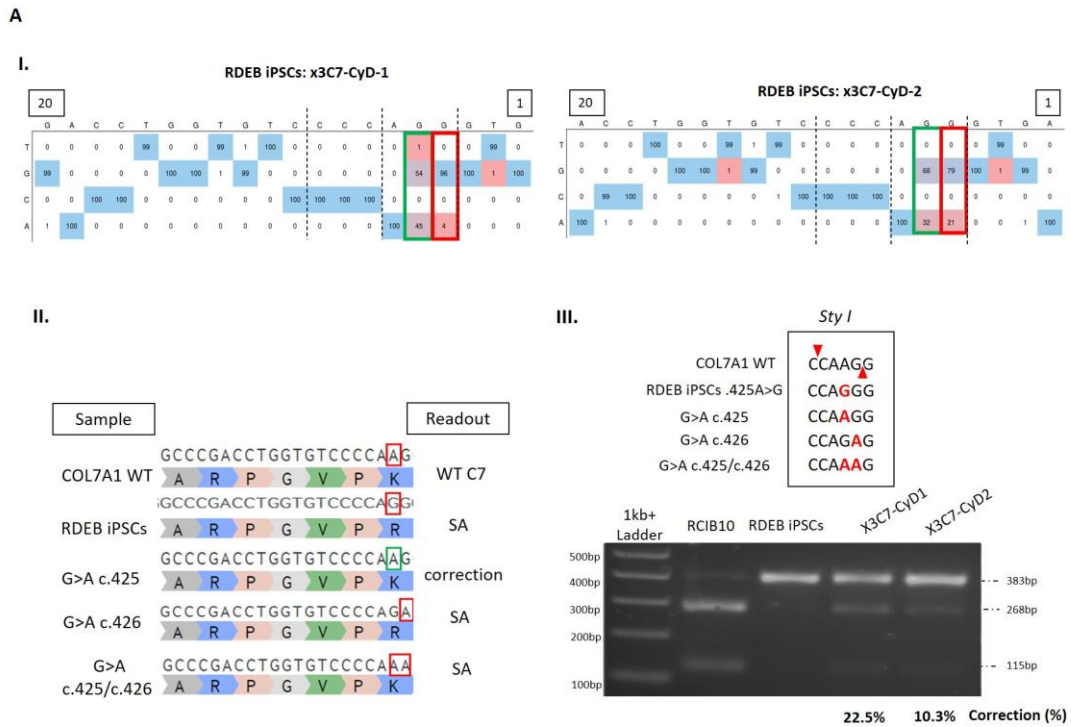 A
I.
RDEB iPSCs: x3C7-CyD-1
20
1
G A C C T G G T G T C C C C A G G G T G
T 0 0 0 0 99 0 0 99 1 100 0 0 0 0 0 1 0 0 99 0
G 99 0 0 0 0 100 100 1 99 0 0 0 0 0 0 54 96 100 1 100
C 0 0 100 100 0 0 0 0 0 0 100 100 100 100 0 0 0 0 0 0
A 1 100 0 0 0 0 0 0 0 0 0 0 0 0 100 45 4 0 0 0
RDEB iPSCs: x3C7-CyD-2
20
1
A C C T G G T G T C C C C A G G G T G A
T 0 0 0 100 0 0 99 1 99 0 0 0 0 0 0 0 0 99 0 0
G 0 0 0 0 100 100 1 99 0 0 0 0 0 0 68 79 100 1 100 0
C 0 99 100 0 0 0 0 0 1 100 100 100 100 0 0 0 0 0 0 0
A 100 1 0 0 0 0 0 0 0 0 0 0 0 100 32 21 0 0 1 100
II.
Sample
Readout
GCCCGACCTGGTGTCCCCAAG
COL7A1 WT
A R P G V P K
WT C7
GCCCGACCTGGTGTCCCCAGG
RDEB iPSCs
A R P G V P R
SA
GCCCGACCTGGTGTCCCCAAG
G>A c.425
A R P G V P K
correction
GCCCGACCTGGTGTCCCCAGA
G>A c.426
A R P G V P R
SA
GCCCGACCTGGTGTCCCCAAA
G>A
c.425/c.426
A R P G V P K
SA
III.
Sty I
COL7A1 WT CCAAGG
RDEB iPSCs .425A>G CCAGGG
G>A c.425 CCAAGG
G>A c.426 CCAGAG
G>A c.425/c.426 CCAAAG
1kb+
Ladder
RCIB10
RDEB iPSCs
X3C7-CyD1
X3C7-CyD2
500bp
400bp
300bp
200bp
100bp
383bp
268bp
115bp
22.5% 10.3% Correction (%)